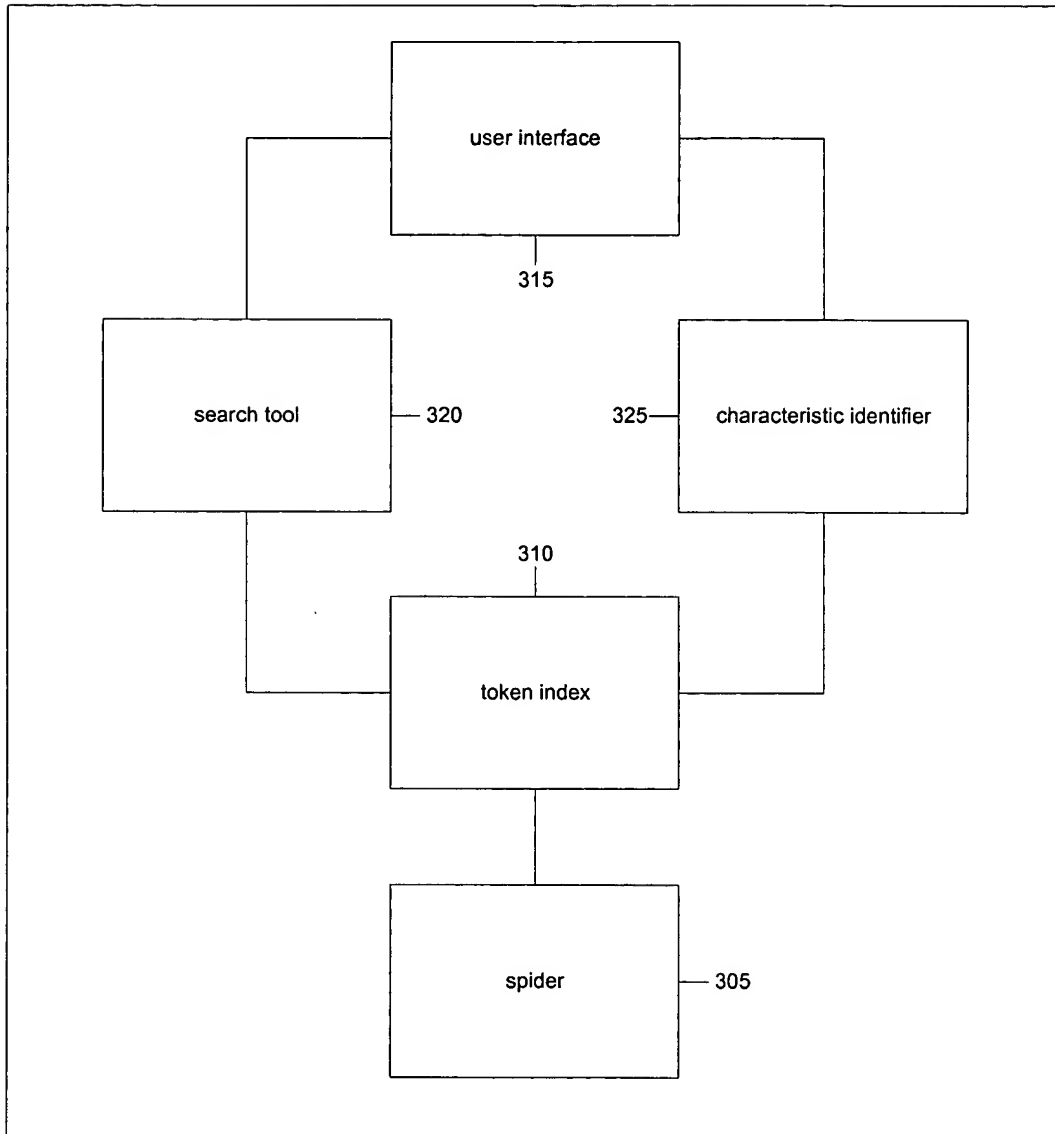 user interface
315
search tool
320
325
characteristic identifier
310
token index
spider
305